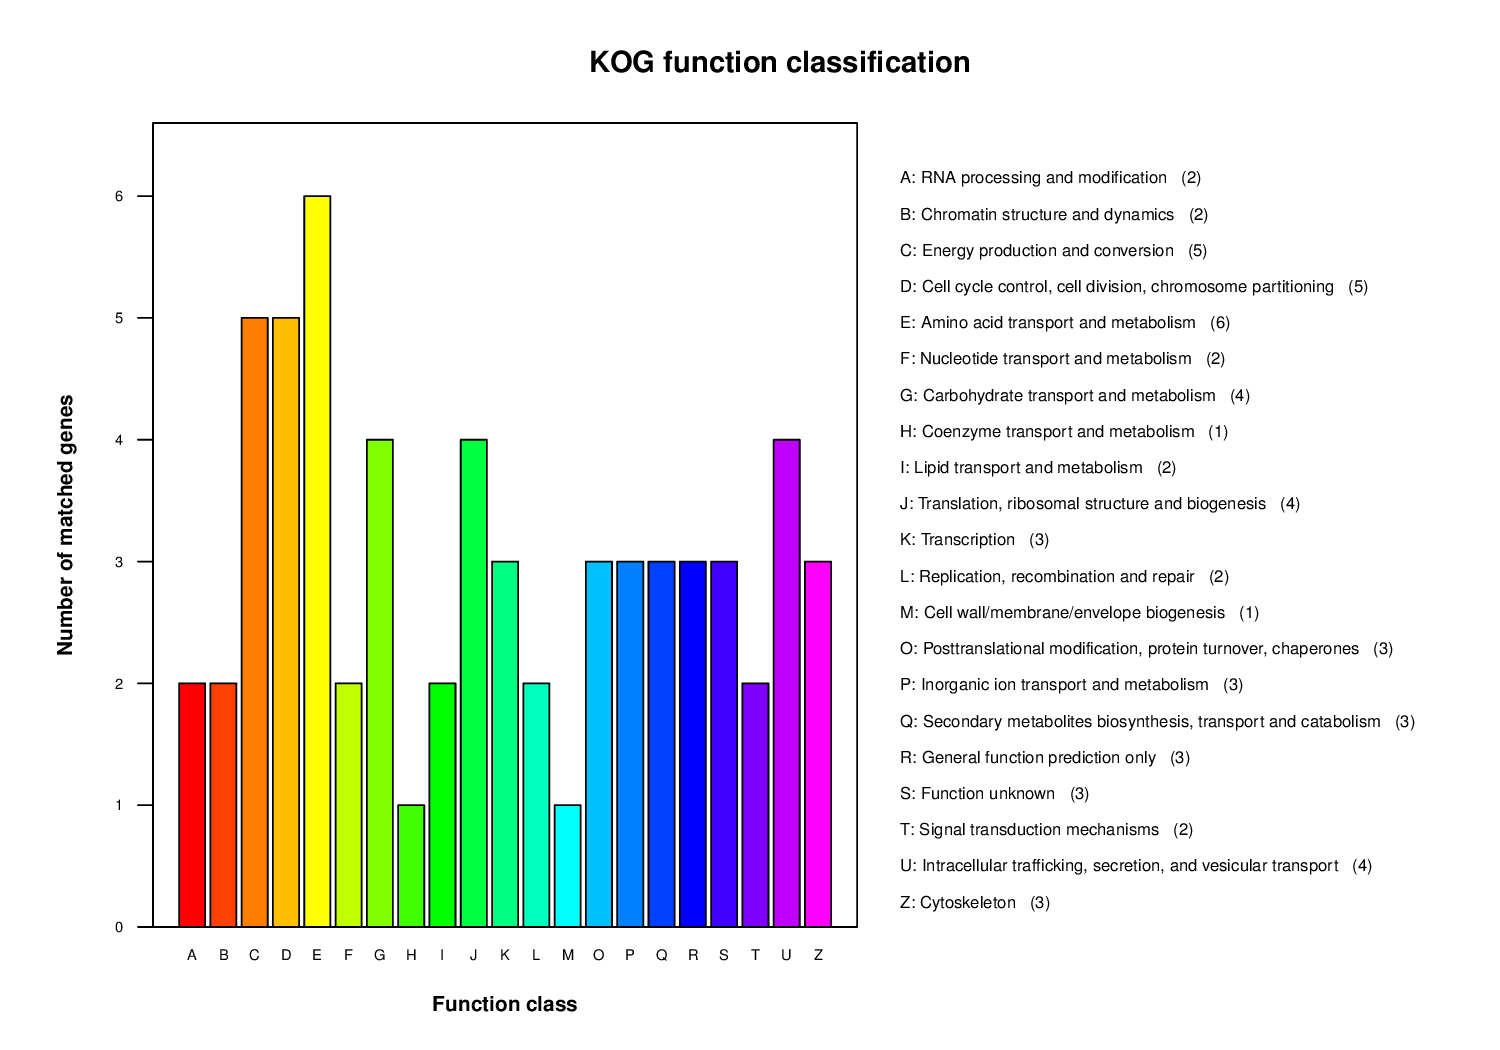 KOG function classification
6
5
4
3
2
1
0
Number of matched genes
A B C D E F G H I J K L M O P Q R S T U Z
Function class
A: RNA processing and modification (2)
B: Chromatin structure and dynamics (2)
C: Energy production and conversion (5)
D: Cell cycle control, cell division, chromosome partitioning (5)
E: Amino acid transport and metabolism (6)
F: Nucleotide transport and metabolism (2)
G: Carbohydrate transport and metabolism (4)
H: Coenzyme transport and metabolism (1)
I: Lipid transport and metabolism (2)
J: Translation, ribosomal structure and biogenesis (4)
K: Transcription (3)
L: Replication, recombination and repair (2)
M: Cell wall/membrane/envelope biogenesis (1)
O: Posttranslational modification, protein turnover, chaperones (3)
P: Inorganic ion transport and metabolism (3)
Q: Secondary metabolites biosynthesis, transport and catabolism (3)
R: General function prediction only (3)
S: Function unknown (3)
T: Signal transduction mechanisms (2)
U: Intracellular trafficking, secretion, and vesicular transport (4)
Z: Cytoskeleton (3)